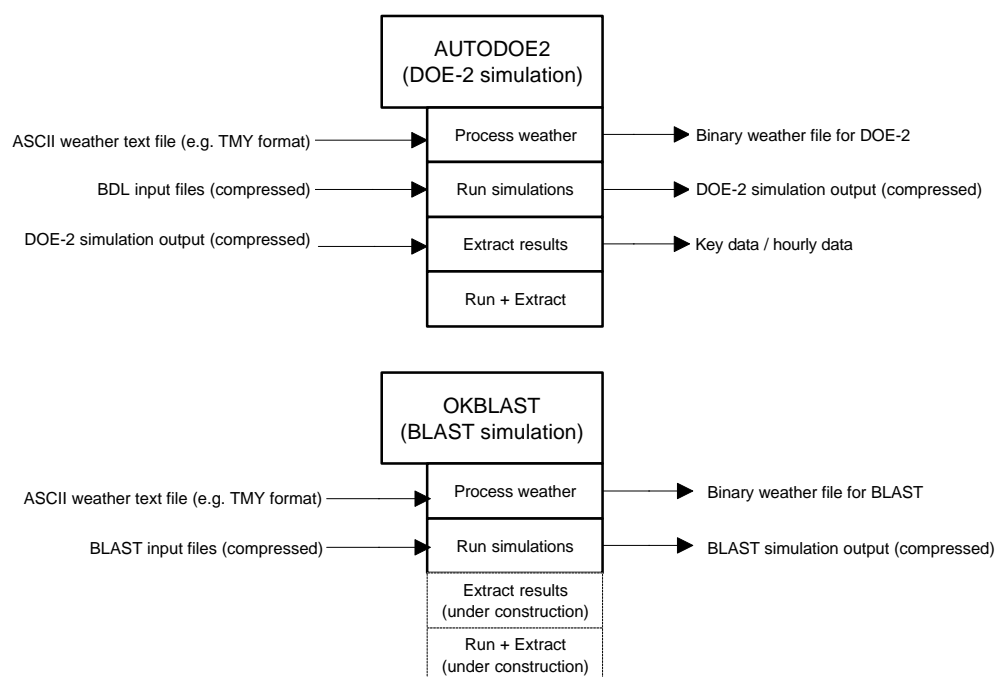 AUTODOE2
(DOE-2 simulation)
ASCII weather text file (e.g. TMY format)
Process weather
Binary weather file for DOE-2
BDL input files (compressed)
Run simulations
DOE-2 simulation output (compressed)
DOE-2 simulation output (compressed)
Extract results
Key data / hourly data
Run + Extract
OKBLAST
(BLAST simulation)
ASCII weather text file (e.g. TMY format)
Process weather
Binary weather file for BLAST
BLAST input files (compressed)
Run simulations
BLAST simulation output (compressed)
Extract results
(under construction)
Run + Extract
(under construction)